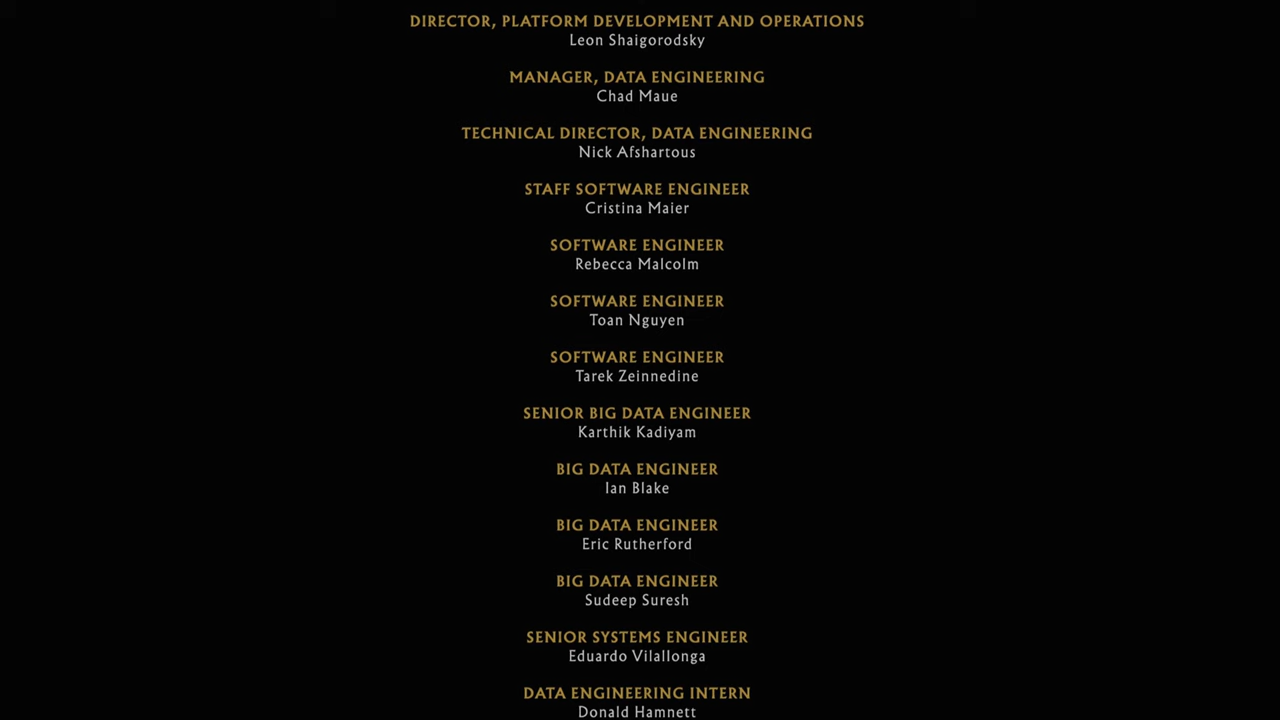 DIRECTOR, PLATFORM DEVELOPMENT AND OPERATIONS
Leon Shaigorodsky
MANAGER, DATA ENGINEERING
Chad Maue
TECHNICAL DIRECTOR, DATA ENGINEERING
Nick Afshartous
STAFF SOFTWARE ENGINEER
Cristina Maier
SOFTWARE ENGINEER
Rebecca Malcolm
SOFTWARE ENGINEER
Toan Nguyen
SOFTWARE ENGINEER
Tarek Zeinnedine
SENIOR BIG DATA ENGINEER
Karthik Kadiyam
BIG DATA ENGINEER
Ian Blake
BIG DATA ENGINEER
Eric Rutherford
BIG DATA ENGINEER
Sudeep Suresh
SENIOR SYSTEMS ENGINEER
Eduardo Vilallonga
DATA ENGINEERING INTERN
Donald Hamnett